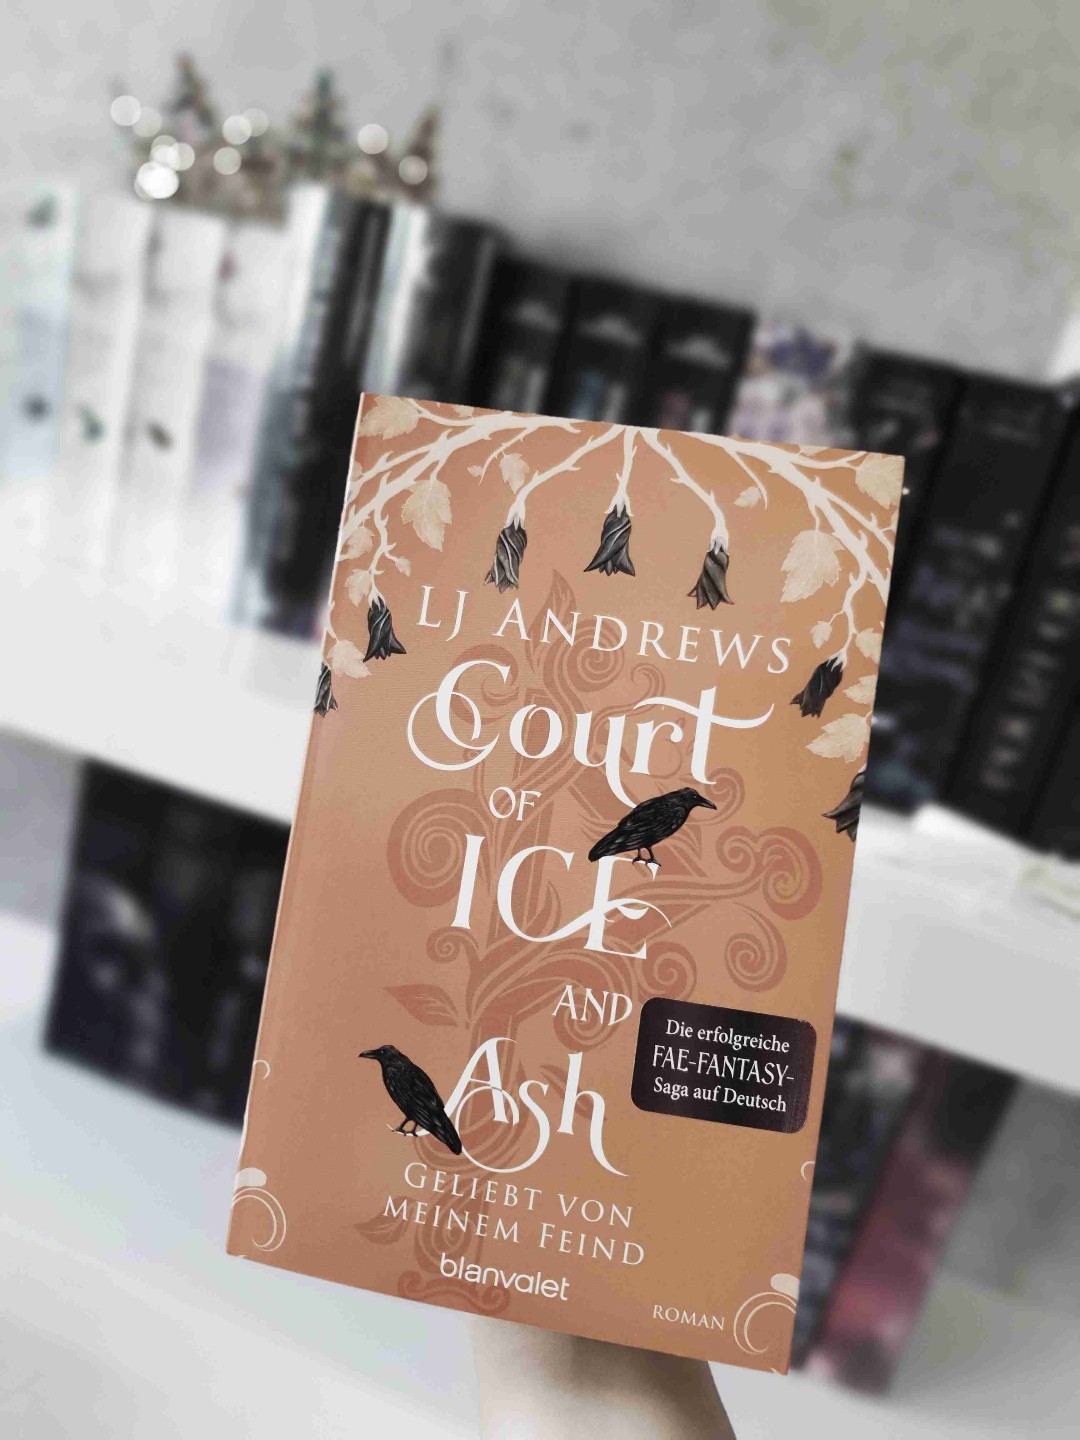 LJ ANDREWS
Court
OF
ICE
AND
Ash
Die erfolgreiche
FAE-FANTASY-
Saga auf Deutsch
GELIEBT VON
MEINEM FEIND
blanvalet
ROMAN